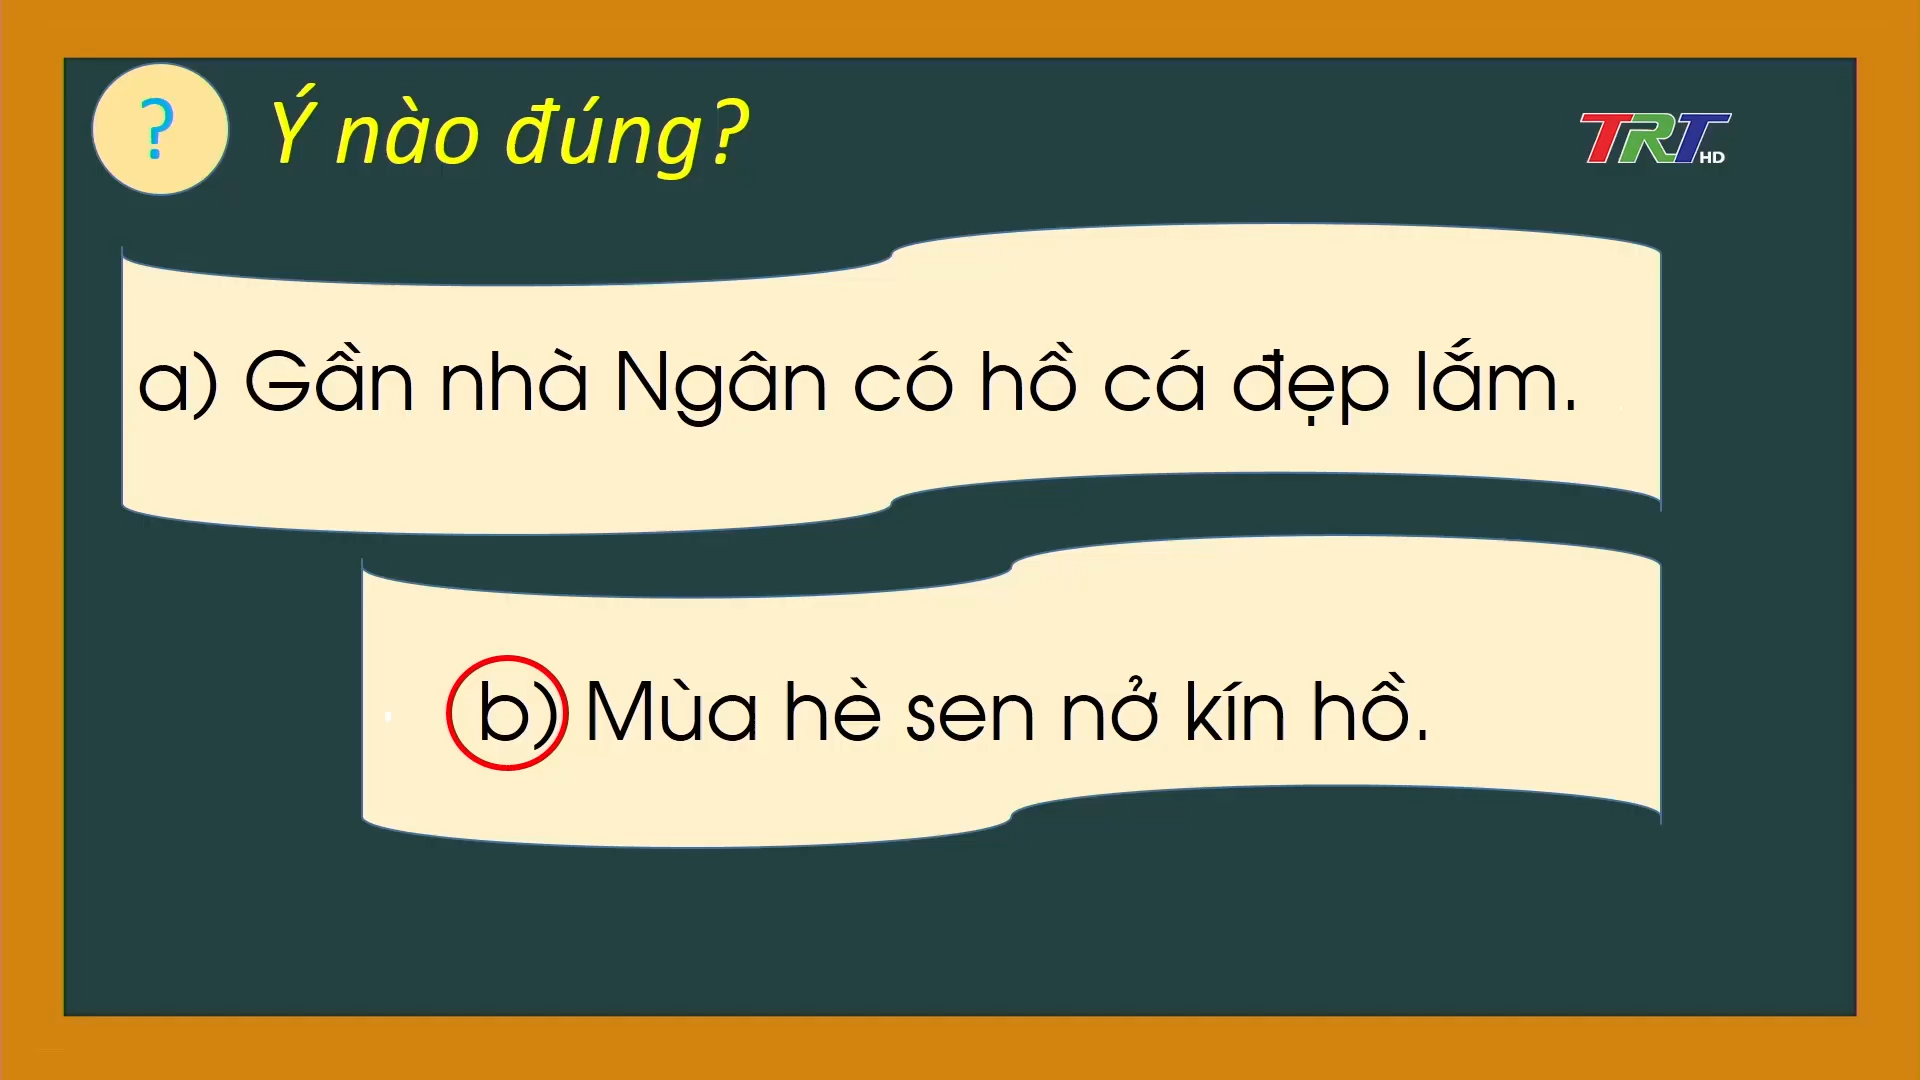 ? Ý nào đúng?
TRT HD
a) Gần nhà Ngân có hồ cá đẹp lắm.
b) Mùa hè sen nở kín hồ.